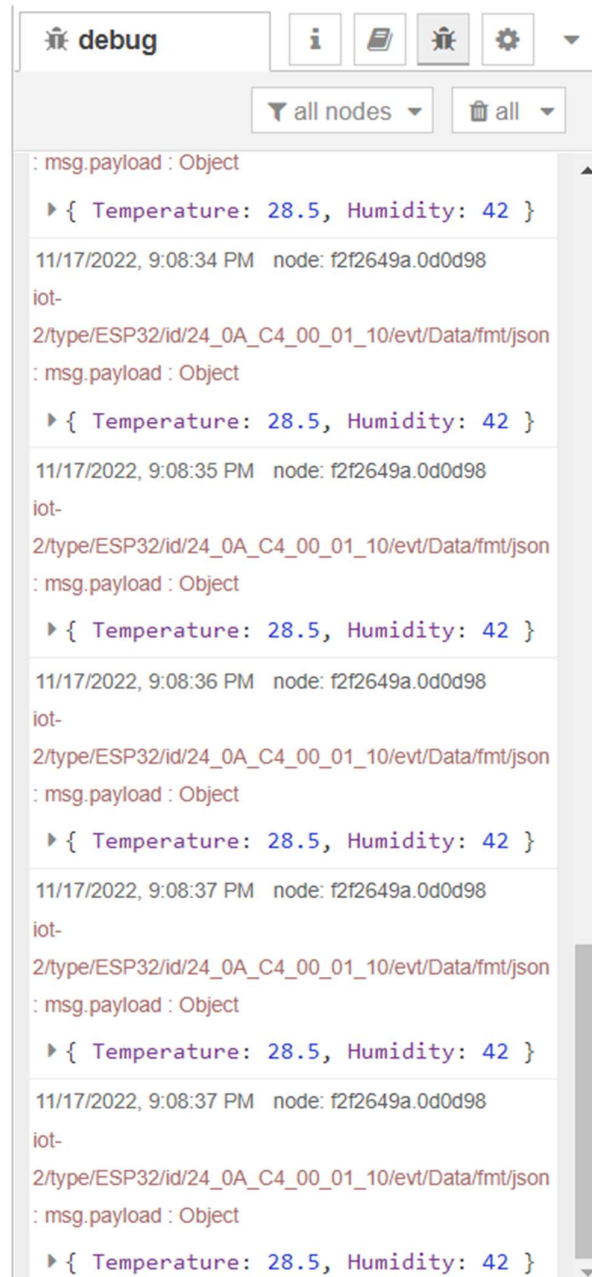 debug
i
all nodes
all
: msg.payload : Object
{ Temperature: 28.5, Humidity: 42 }
11/17/2022, 9:08:34 PM node: f2f2649a.0d0d98
iot-
2/type/ESP32/id/24_0A_C4_00_01_10/evt/Data/fmt/json
: msg.payload : Object
{ Temperature: 28.5, Humidity: 42 }
11/17/2022, 9:08:35 PM node: f2f2649a.0d0d98
iot-
2/type/ESP32/id/24_0A_C4_00_01_10/evt/Data/fmt/json
: msg.payload : Object
{ Temperature: 28.5, Humidity: 42 }
11/17/2022, 9:08:36 PM node: f2f2649a.0d0d98
iot-
2/type/ESP32/id/24_0A_C4_00_01_10/evt/Data/fmt/json
: msg.payload : Object
{ Temperature: 28.5, Humidity: 42 }
11/17/2022, 9:08:37 PM node: f2f2649a.0d0d98
iot-
2/type/ESP32/id/24_0A_C4_00_01_10/evt/Data/fmt/json
: msg.payload : Object
{ Temperature: 28.5, Humidity: 42 }
11/17/2022, 9:08:37 PM node: f2f2649a.0d0d98
iot-
2/type/ESP32/id/24_0A_C4_00_01_10/evt/Data/fmt/json
: msg.payload : Object
{ Temperature: 28.5, Humidity: 42 }